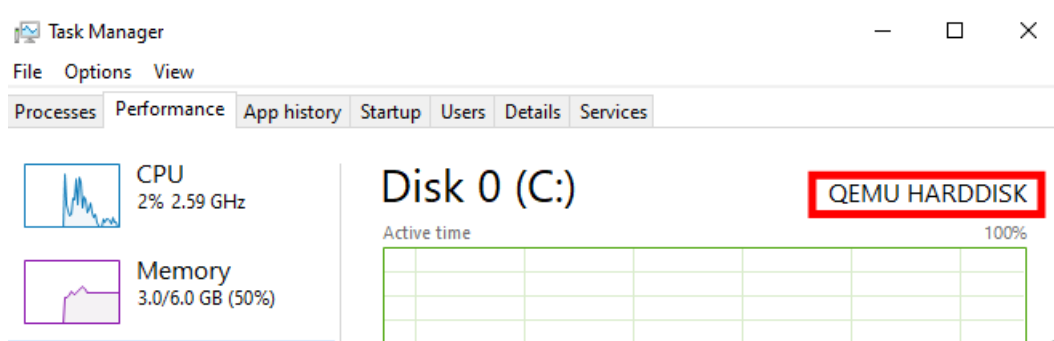 Task Manager
File Options View
Processes Performance App history Startup Users Details Services
CPU
2% 2.59 GHz
Memory
3.0/6.0 GB (50%)
Disk 0 (C:)
QEMU HARDDISK
Active time
100%